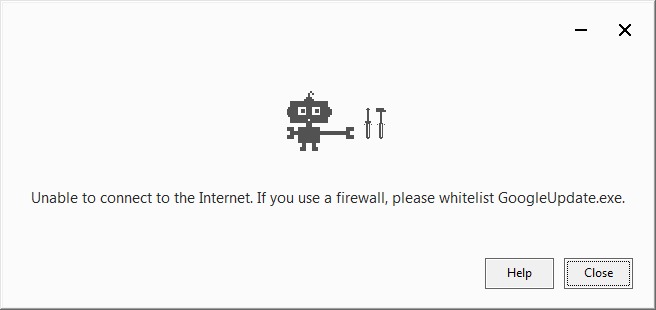 Unable to connect to the Internet. If you use a firewall, please whitelist GoogleUpdate.exe.
Help
Close